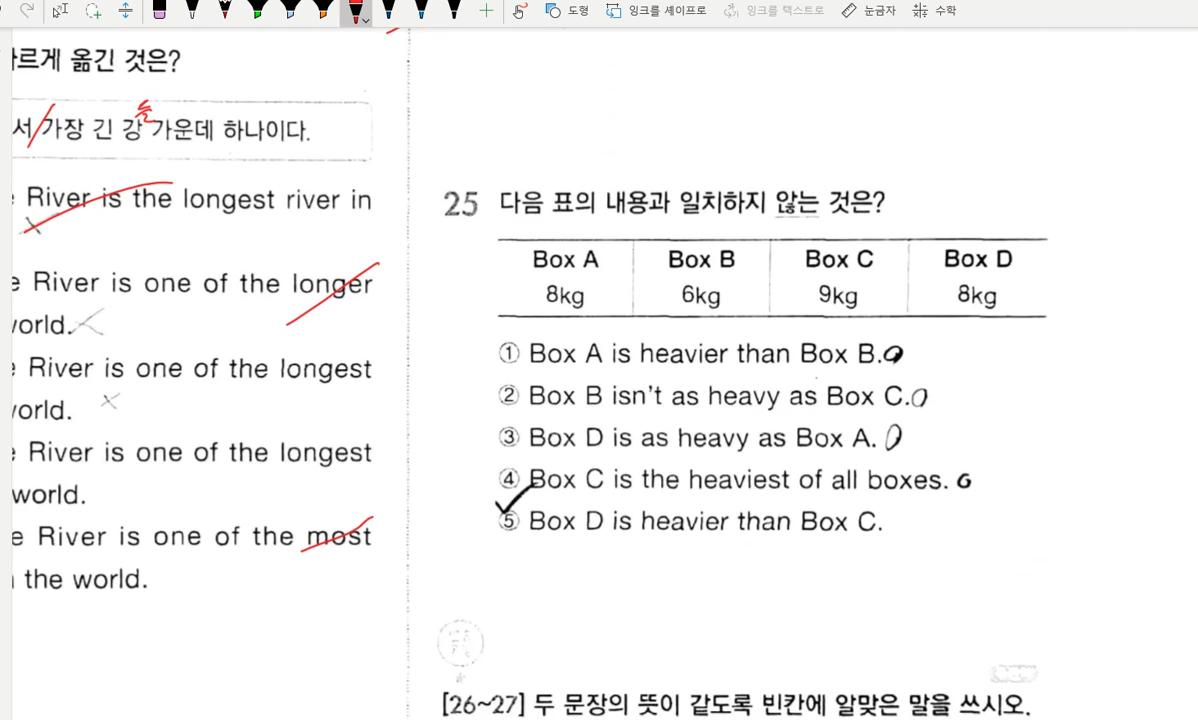 도형
잉크를 셰이프로
잉크를 텍스트로
눈금자
수학
바르게 옮긴 것은?
서 가장 긴 강들 가운데 하나이다.
River is the longest river in
e River is one of the longer
world.
River is one of the longest
world.
River is one of the longest
world.
e River is one of the most
the world.
25 다음 표의 내용과 일치하지 않는 것은?
Box A Box B Box C Box D
8kg 6kg 9kg 8kg
① Box A is heavier than Box B.
② Box B isn't as heavy as Box C.
③ Box D is as heavy as Box A.
④ Box C is the heaviest of all boxes.
⑤ Box D is heavier than Box C.
[26~27] 두 문장의 뜻이 같도록 빈칸에 알맞은 말을 쓰시오.